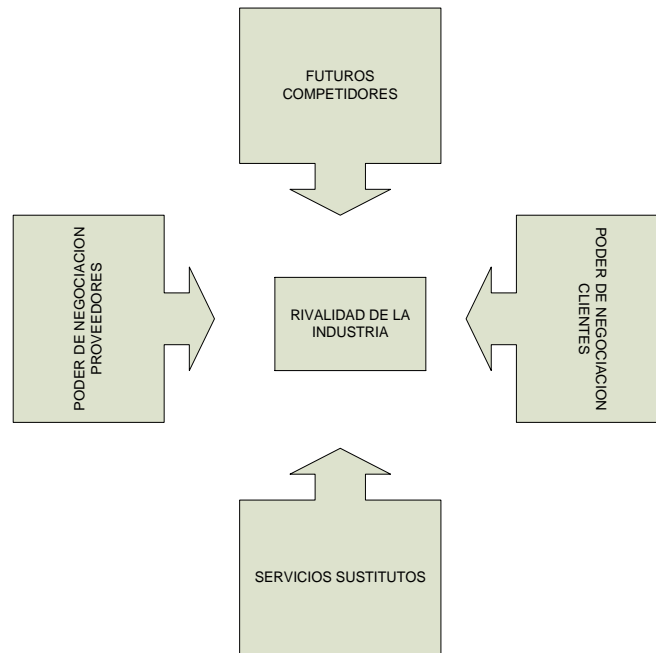 FUTUROS
COMPETIDORES
PODER DE NEGOCIACION
PROVEEDORES
RIVALIDAD DE LA
INDUSTRIA
PODER DE NEGOCIACION
CLIENTES
SERVICIOS SUSTITUTOS